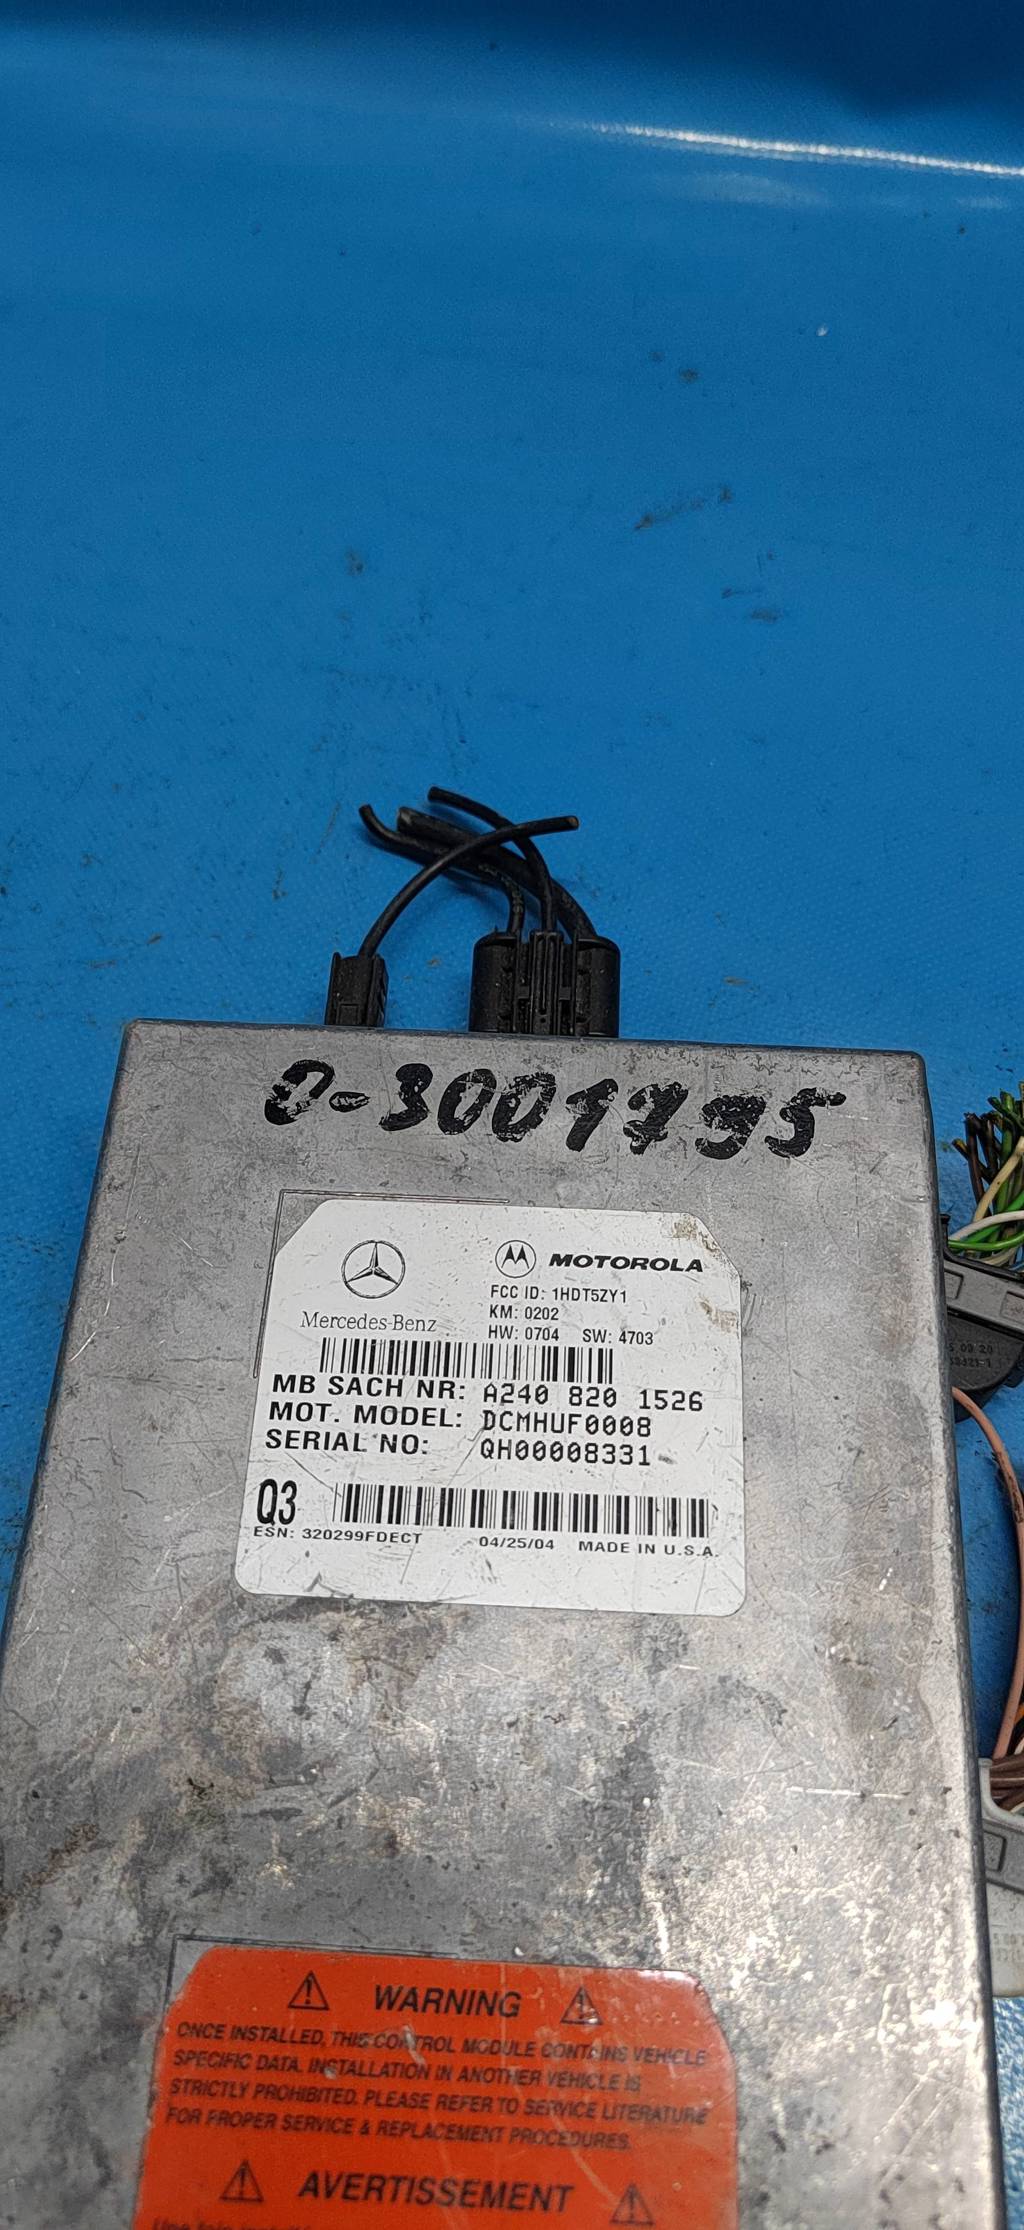 0-3001795
MOTOROLA
FCC ID: 1HDT5ZY1
KM: 0202
Mercedes-Benz
HW: 0704 SW: 4703
MB SACH NR: A240 820 1526
MOT. MODEL: DCMHUF0008
SERIAL NO: QH00008331
Q3
ESN: 320299FDECT 04/25/04 MADE IN U.S.A.
WARNING
ONCE INSTALLED, THIS CONTROL MODULE CONTAINS VEHICLE
SPECIFIC DATA. INSTALLATION IN ANOTHER VEHICLE IS
STRICTLY PROHIBITED. PLEASE REFER TO SERVICE LITERATURE
FOR PROPER SERVICE & REPLACEMENT PROCEDURES.
AVERTISSEMENT